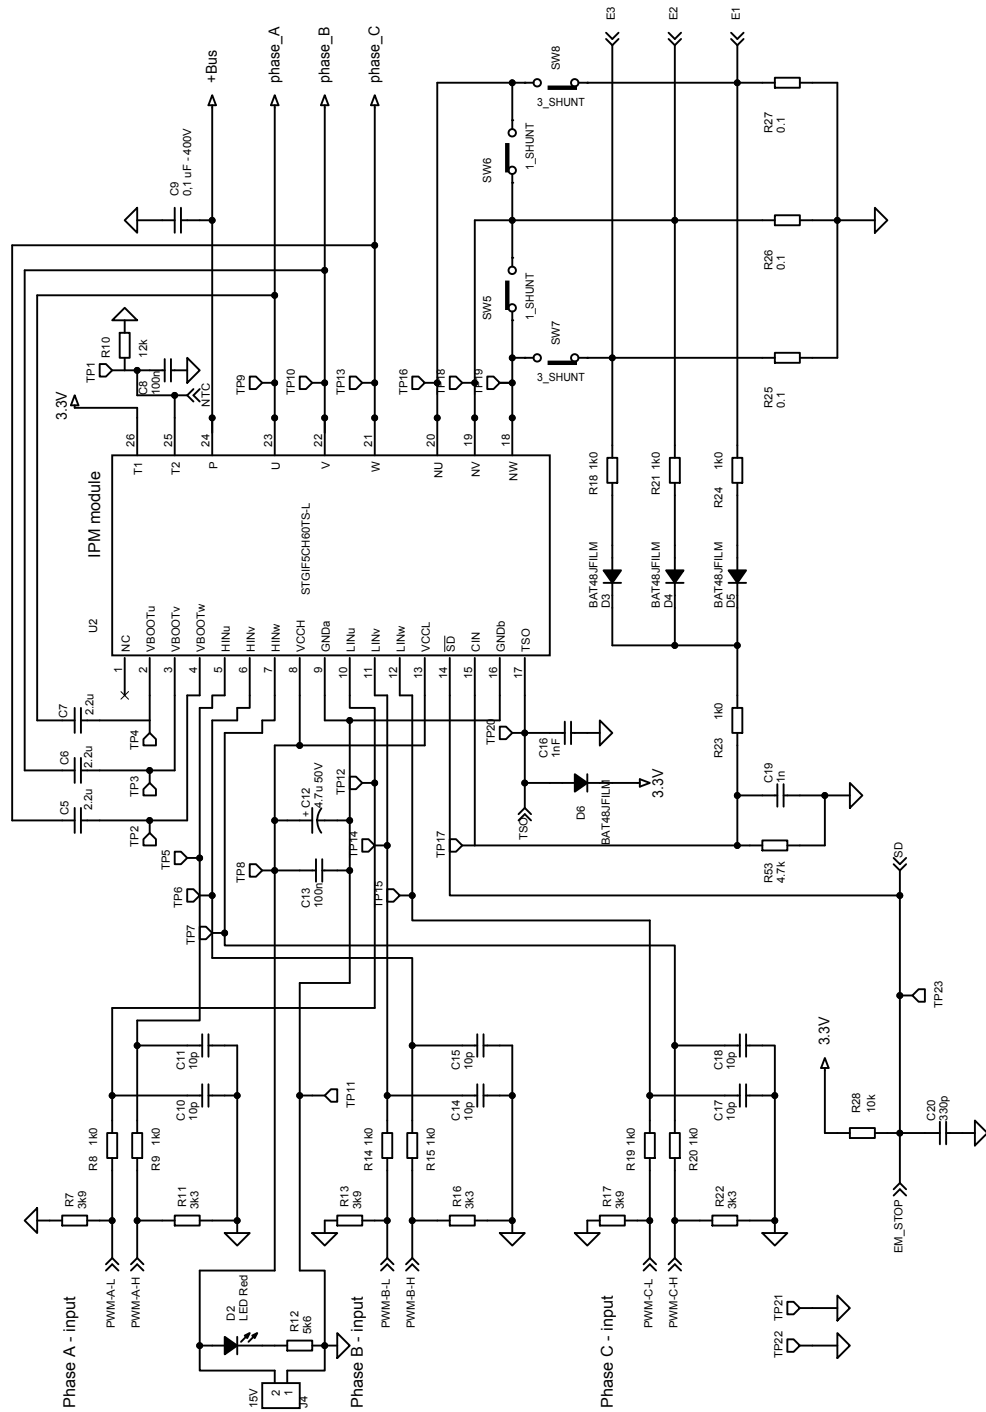 E3
E2
E1
+Bus
phase_A
phase_B
phase_C
SW8
3_SHUNT
SW6
1_SHUNT
SW5
1_SHUNT
SW7
3_SHUNT
R27
0.1
R26
0.1
R25
0.1
C9
0,1 uF - 400V
R10
12k
TP1
C8
100n
NTC
3.3V
TP9
TP10
TP13
TP16
TP18
TP19
26
25
24
23
22
21
20
19
18
T1
T2
P
U
V
W
NU
NV
NW
IPM module
STGIF5CH60TS-L
U2
NC
VBOOTu
VBOOTv
VBOOTw
HINu
HINv
HINw
VCCH
GNDa
LINu
LINv
LINw
VCCL
SD
CIN
GNDb
TSO
1
2
3
4
5
6
7
8
9
10
11
12
13
14
15
16
17
R18 1k0
R21 1k0
R24
1k0
BAT48JFILM
D3
BAT48JFILM
D4
BAT48JFILM
D5
C7
2.2u
C6
2.2u
C5
2.2u
TP4
TP3
TP2
TP5
TP6
TP7
TP8
+ C12
4.7u 50V
C13
100n
TP12
TP14
TP15
TP17
TP20
C16
1nF
D6
BAT48JFILM
3.3V
TSO
R23
1k0
C19
1n
R53
4.7k
SD
TP23
3.3V
R28
10k
C20
330p
EM_STOP
C11
10p
C10
10p
R8 1k0
R9 1k0
R7
3k9
R11
3k3
PWM-A-L
PWM-A-H
Phase A - input
TP11
D2
LED Red
R12
5k6
15V
2
1
J4
C15
10p
C14
10p
R14 1k0
R15 1k0
R13
3k9
R16
3k3
PWM-B-L
PWM-B-H
Phase B - input
C18
10p
C17
10p
R19 1k0
R20 1k0
R17
3k9
R22
3k3
PWM-C-L
PWM-C-H
Phase C - input
TP21
TP22